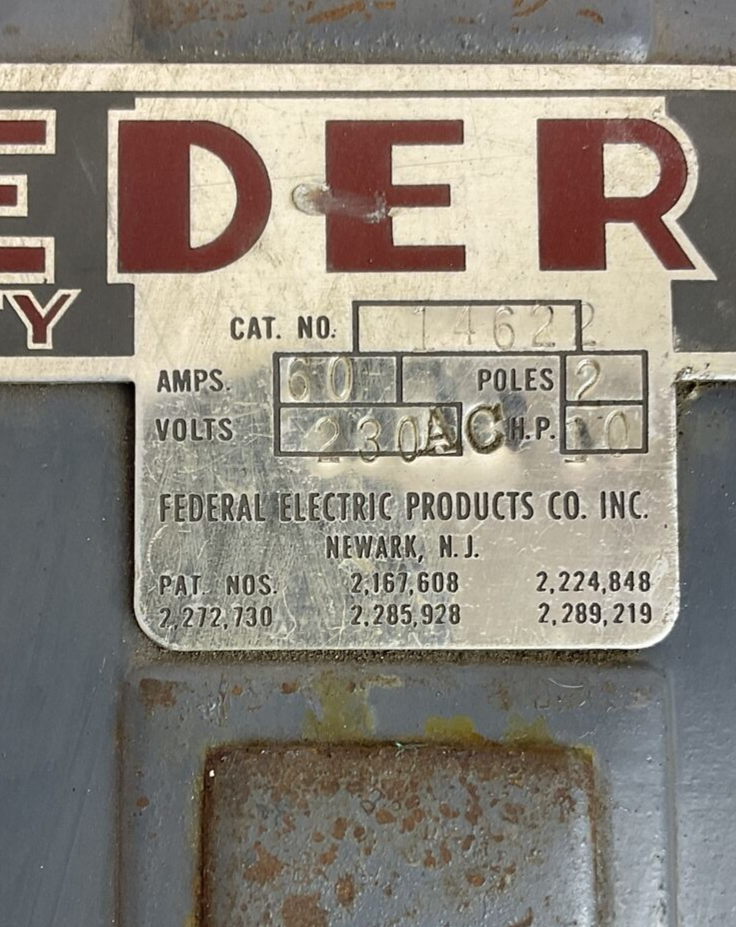 EDER
TY
CAT. NO. 14622
AMPS. 60 POLES 2
VOLTS 230 AC H.P. 10
FEDERAL ELECTRIC PRODUCTS CO. INC.
NEWARK, N.J.
PAT. NOS. 2,167,608 2,224,848
2,272,730 2,285,928 2,289,219